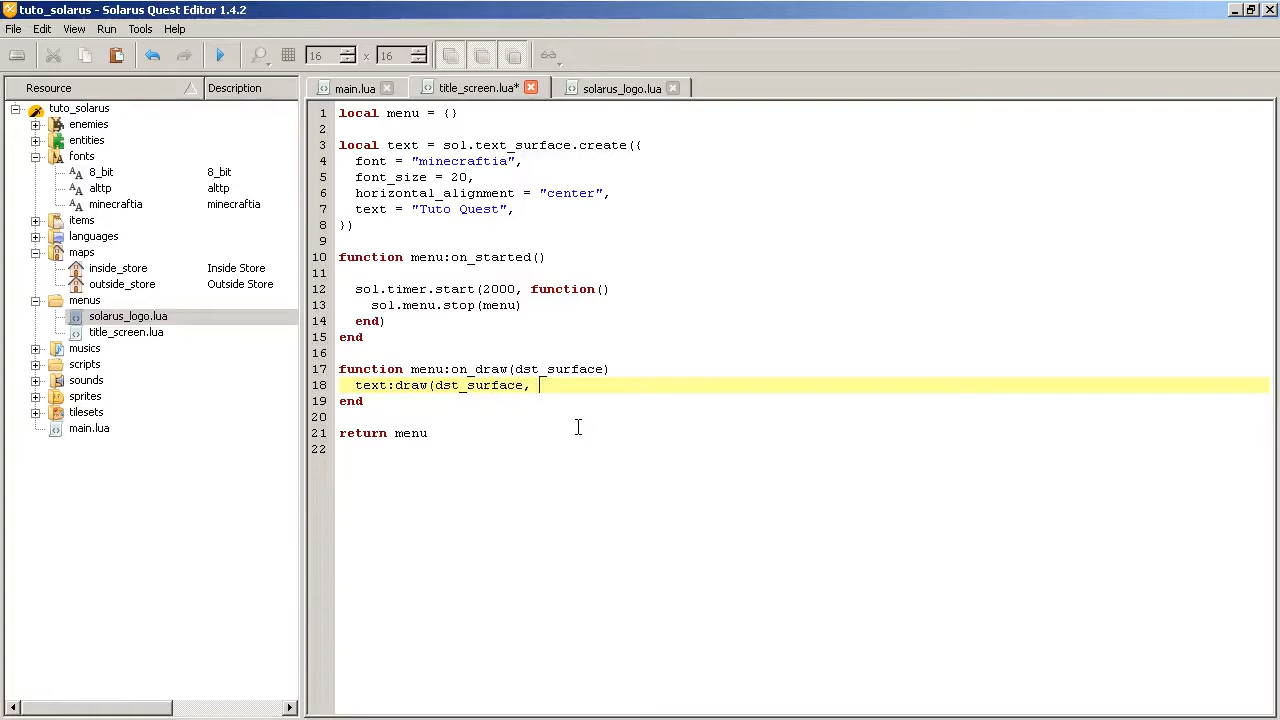 tuto_solarus - Solarus Quest Editor 1.4.2
File Edit View Run Tools Help
16 x 16
Resource Description
tuto_solarus
enemies
entities
fonts
8_bit 8_bit
alttp alttp
minecraftia minecraftia
items
languages
maps
inside_store Inside Store
outside_store Outside Store
menus
solarus_logo.lua
title_screen.lua
musics
scripts
sounds
sprites
tilesets
main.lua
main.lua title_screen.lua* solarus_logo.lua
1 local menu = {}
2
3 local text = sol.text_surface.create({
4 font = "minecraftia",
5 font_size = 20,
6 horizontal_alignment = "center",
7 text = "Tuto Quest",
8 })
9
10 function menu:on_started()
11
12 sol.timer.start(2000, function()
13 sol.menu.stop(menu)
14 end)
15 end
16
17 function menu:on_draw(dst_surface)
18 text:draw(dst_surface,
19 end
20
21 return menu
22